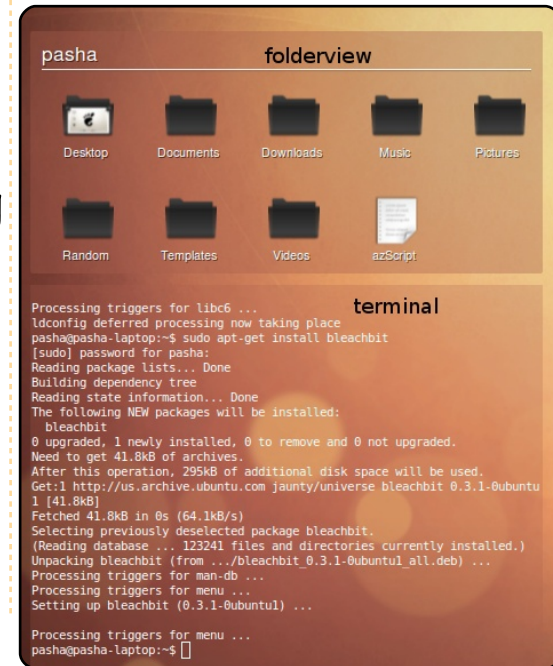 pasha
folderview
Desktop Documents Downloads Music Pictures
Random Templates Videos azScript
terminal
Processing triggers for libc6 ...
ldconfig deferred processing now taking place
pasha@pasha-laptop:~$ sudo apt-get install bleachbit
[sudo] password for pasha:
Reading package lists... Done
Building dependency tree
Reading state information... Done
The following NEW packages will be installed:
  bleachbit
0 upgraded, 1 newly installed, 0 to remove and 0 not upgraded.
Need to get 41.8kB of archives.
After this operation, 295kB of additional disk space will be used.
Get:1 http://us.archive.ubuntu.com jaunty/universe bleachbit 0.3.1-0ubuntu
1 [41.8kB]
Fetched 41.8kB in 0s (64.1kB/s)
Selecting previously deselected package bleachbit.
(Reading database ... 123241 files and directories currently installed.)
Unpacking bleachbit (from .../bleachbit_0.3.1-0ubuntu1_all.deb) ...
Processing triggers for man-db ...
Processing triggers for menu ...
Setting up bleachbit (0.3.1-0ubuntu1) ...
Processing triggers for menu ...
pasha@pasha-laptop:~$